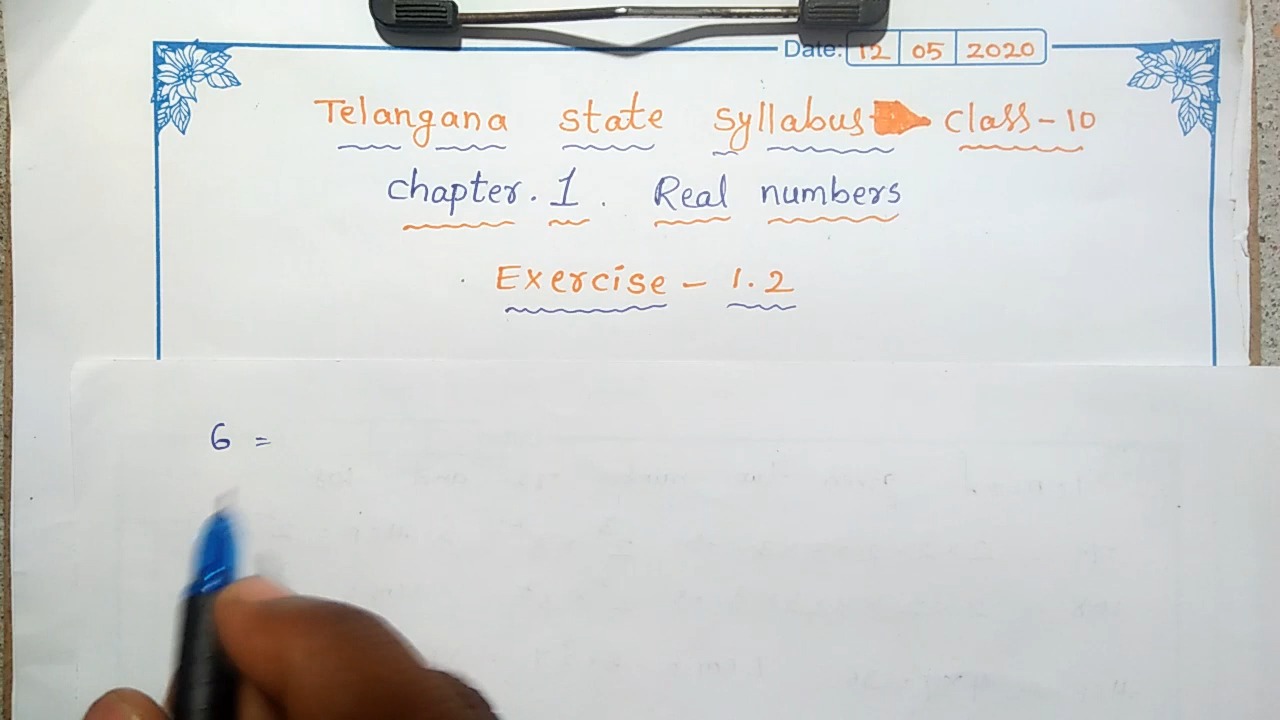 Date: 12 05 2020
Telangana state syllabus class-10
chapter. 1. Real numbers
Exercise - 1.2
6 =